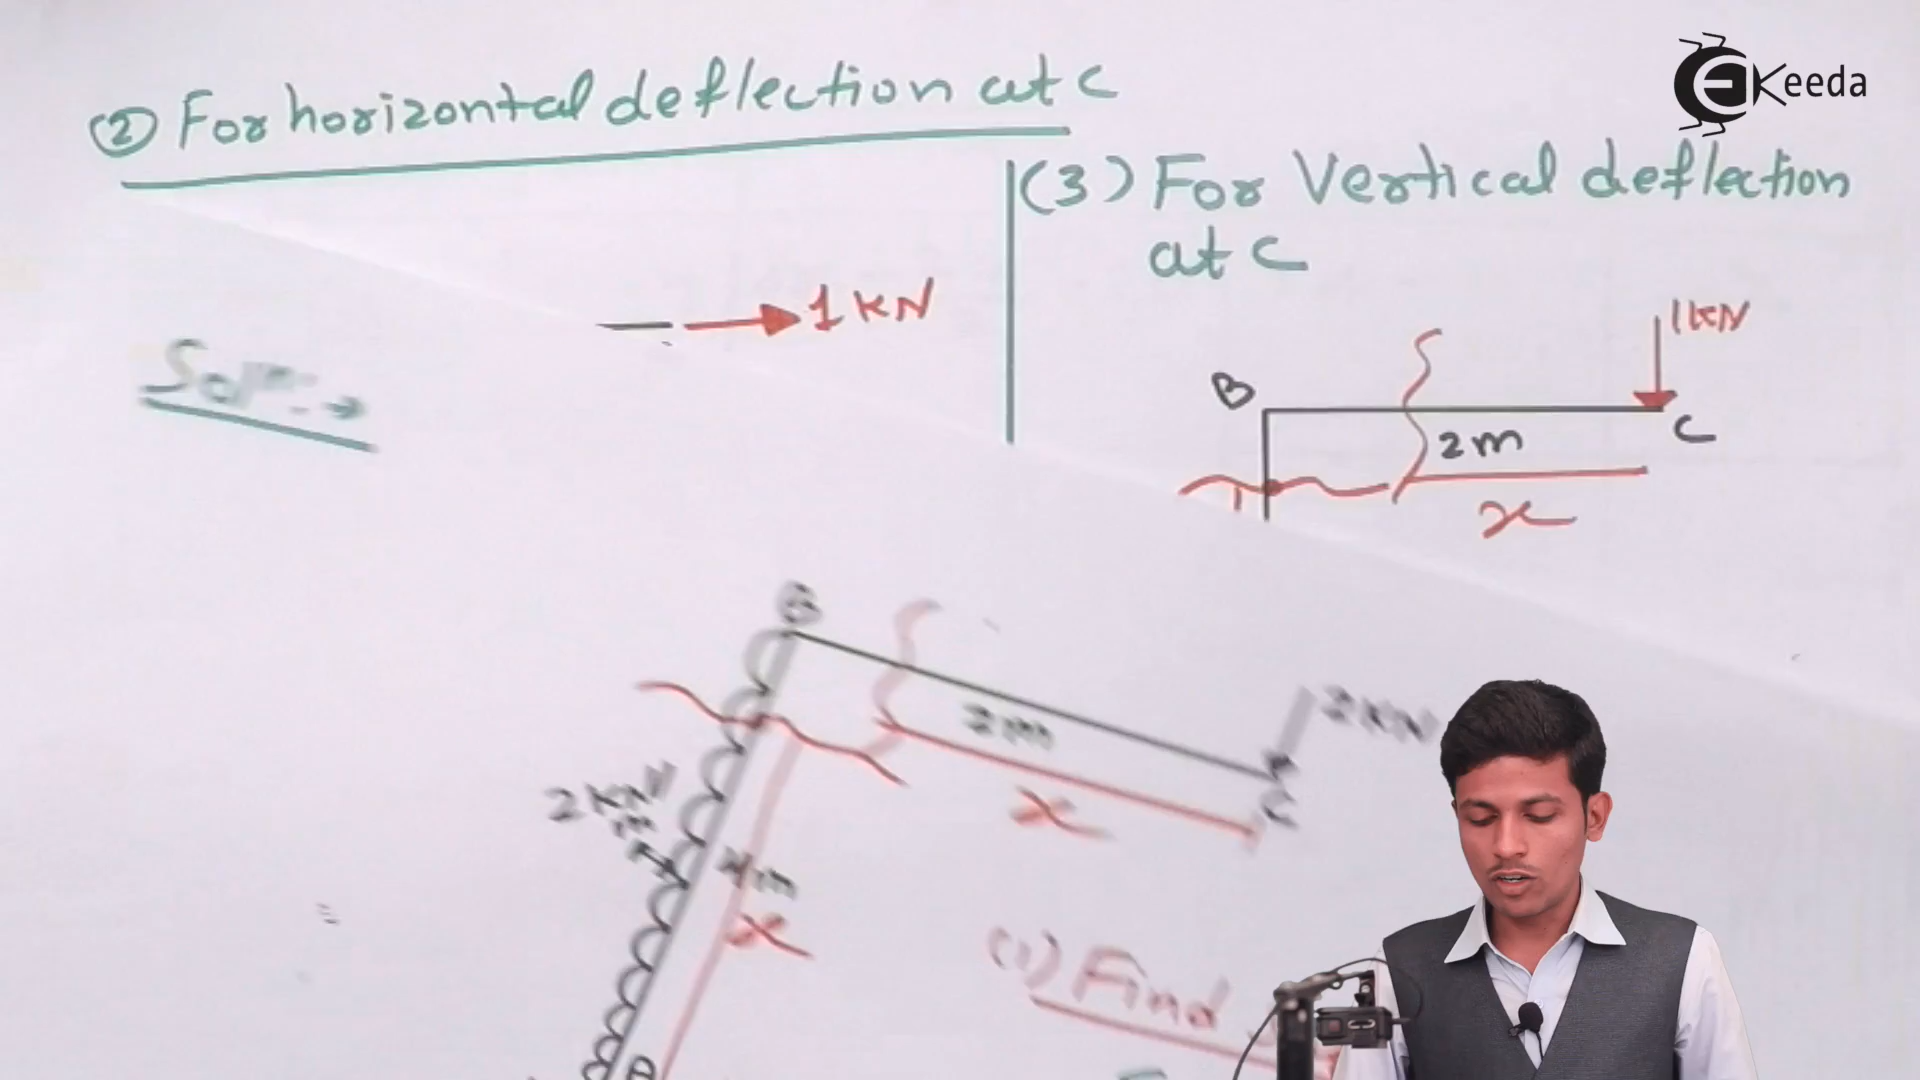 (2) For horizontal deflection at C
EKeeda
(3) For Vertical deflection
at C
1 KN
1KN
Soln:→
B
C
2m
x
B
2m
2KN
C
x
2 KN/
m
4m
x
(1) Find
A